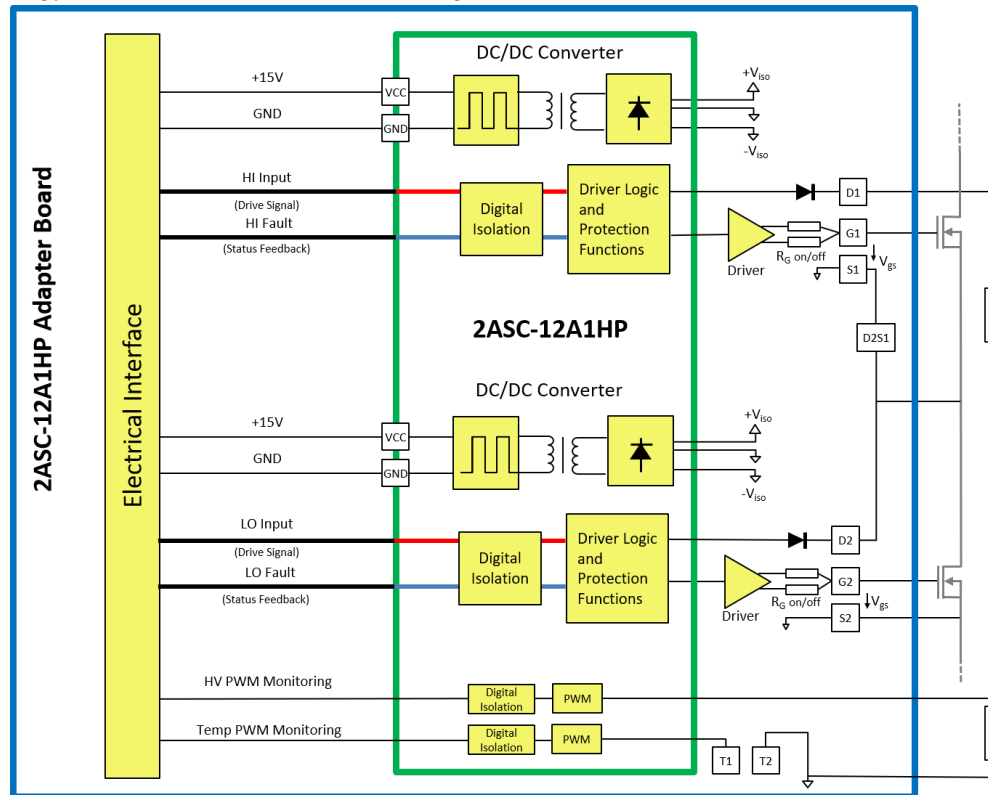 2ASC-12A1HP Adapter Board
Electrical Interface
DC/DC Converter
+15V
VCC
GND
GND
+Viso
-Viso
HI Input
(Drive Signal)
HI Fault
(Status Feedback)
Digital
Isolation
Driver Logic
and
Protection
Functions
Driver
RG on/off
D1
G1
Vgs
S1
D2S1
2ASC-12A1HP
DC/DC Converter
+15V
VCC
GND
GND
+Viso
-Viso
LO Input
(Drive Signal)
LO Fault
(Status Feedback)
Digital
Isolation
Driver Logic
and
Protection
Functions
Driver
RG on/off
D2
G2
Vgs
S2
HV PWM Monitoring
Digital
Isolation
PWM
Temp PWM Monitoring
Digital
Isolation
PWM
T1
T2